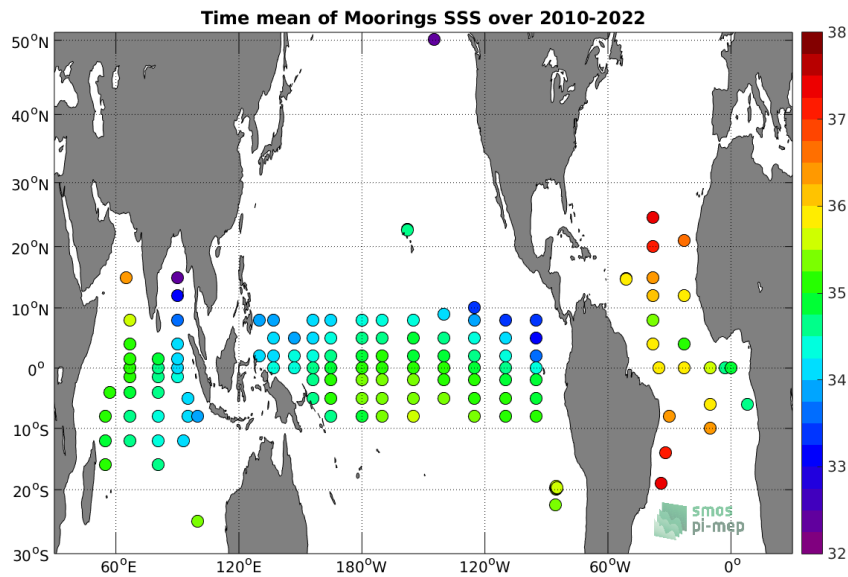 Time mean of Moorings SSS over 2010-2022
50°N
40°N
30°N
20°N
10°N
0°
10°S
20°S
30°S
60°E
120°E
180°W
120°W
60°W
0°
38
37
36
35
34
33
32
smos
pi-mep